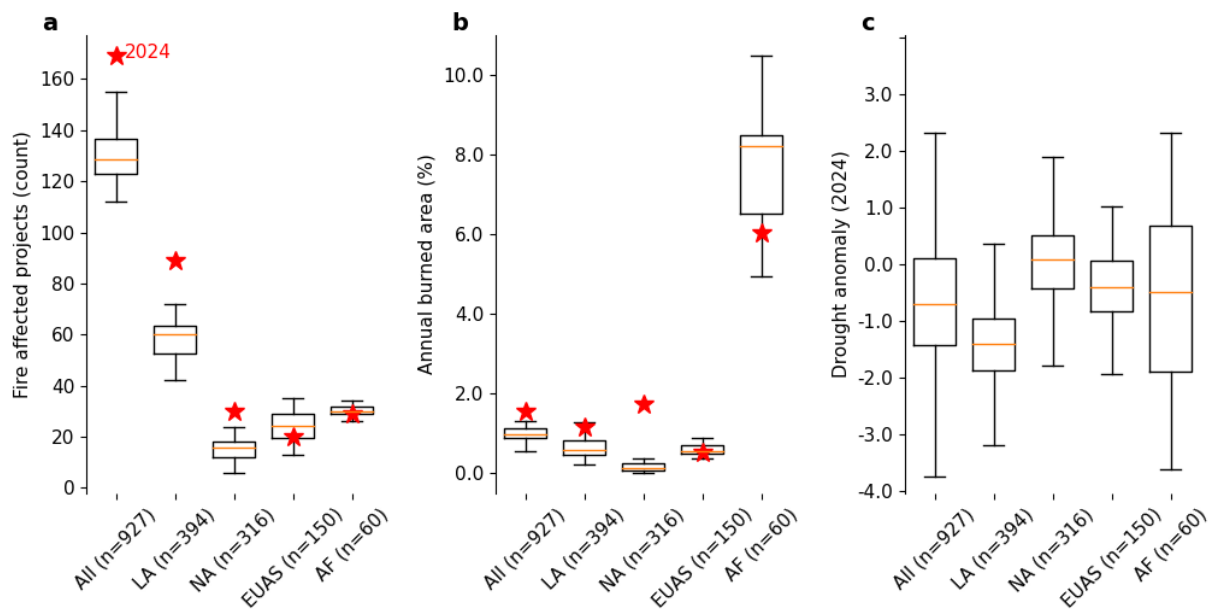 a
Fire affected projects (count)
160
140
120
100
80
60
40
20
0
2024
All (n=927)
LA (n=394)
NA (n=316)
EUAS (n=150)
AF (n=60)
b
Annual burned area (%)
10.0
8.0
6.0
4.0
2.0
0.0
All (n=927)
LA (n=394)
NA (n=316)
EUAS (n=150)
AF (n=60)
c
Drought anomaly (2024)
3.0
2.0
1.0
0.0
-1.0
-2.0
-3.0
-4.0
All (n=927)
LA (n=394)
NA (n=316)
EUAS (n=150)
AF (n=60)